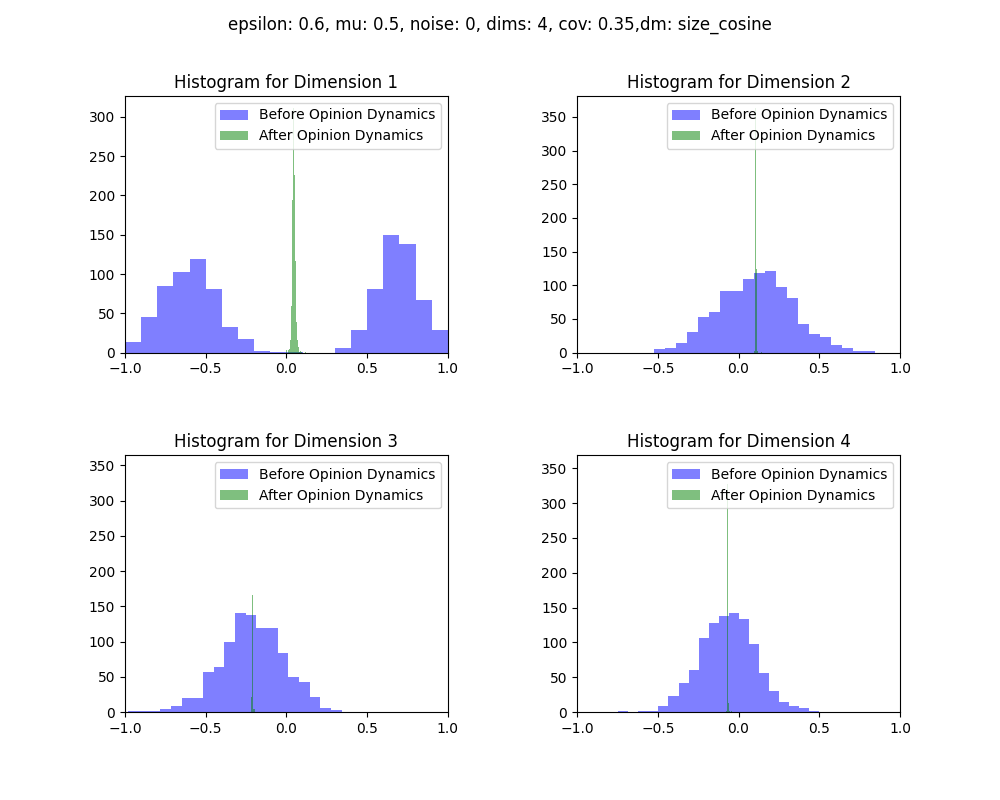 epsilon: 0.6, mu: 0.5, noise: 0, dims: 4, cov: 0.35,dm: size_cosine
Histogram for Dimension 1
Before Opinion Dynamics
After Opinion Dynamics
300
250
200
150
100
50
0
−1.0 −0.5 0.0 0.5 1.0
Histogram for Dimension 2
Before Opinion Dynamics
After Opinion Dynamics
350
300
250
200
150
100
50
0
−1.0 −0.5 0.0 0.5 1.0
Histogram for Dimension 3
Before Opinion Dynamics
After Opinion Dynamics
350
300
250
200
150
100
50
0
−1.0 −0.5 0.0 0.5 1.0
Histogram for Dimension 4
Before Opinion Dynamics
After Opinion Dynamics
350
300
250
200
150
100
50
0
−1.0 −0.5 0.0 0.5 1.0